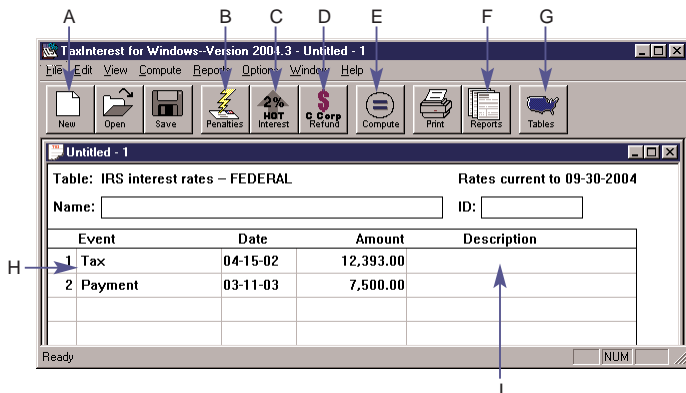 A B C D E F G
TaxInterest for Windows--Version 2004.3 - Untitled - 1
File Edit View Compute Reports Options Window Help
2%
HOT $
C Corp
New Open Save Penalties Interest Refund Compute Print Reports Tables
Untitled - 1
Table: IRS interest rates – FEDERAL Rates current to 09-30-2004
Name: ID:
Event Date Amount Description
H 1 Tax 04-15-02 12,393.00
2 Payment 03-11-03 7,500.00
Ready NUM
I